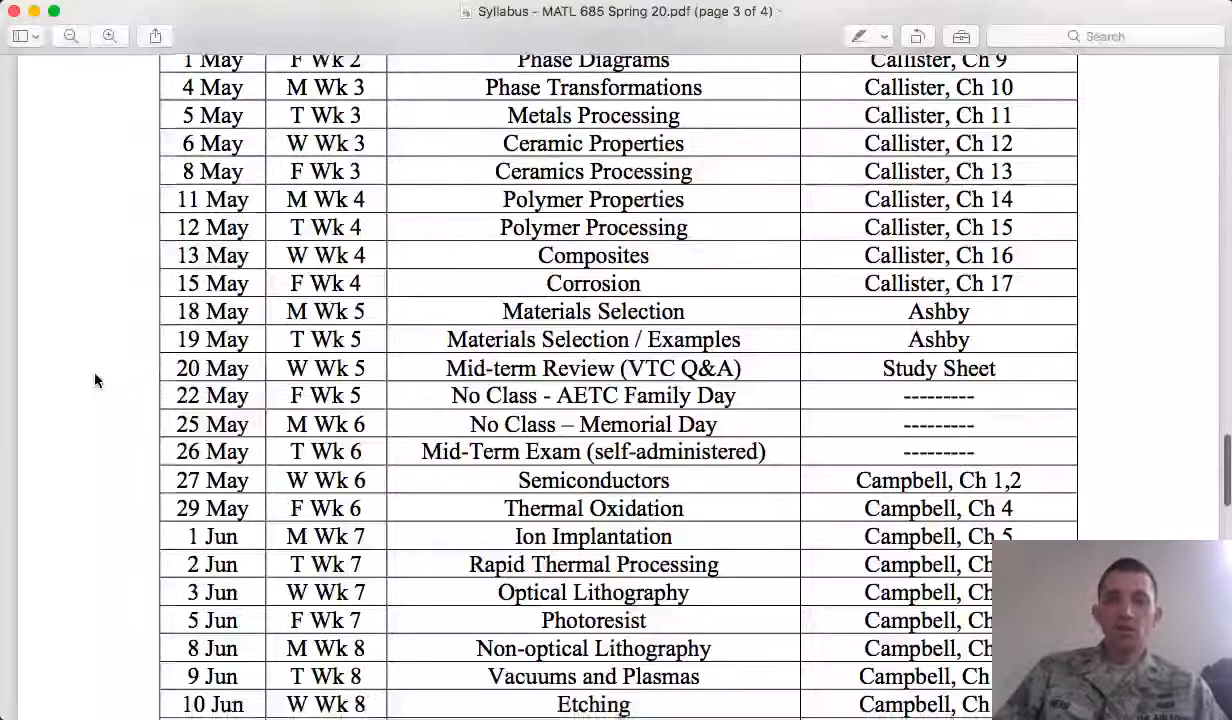 Syllabus - MATL 685 Spring 20.pdf (page 3 of 4)
Search
1 May F Wk 2 Phase Diagrams Callister, Ch 9
4 May M Wk 3 Phase Transformations Callister, Ch 10
5 May T Wk 3 Metals Processing Callister, Ch 11
6 May W Wk 3 Ceramic Properties Callister, Ch 12
8 May F Wk 3 Ceramics Processing Callister, Ch 13
11 May M Wk 4 Polymer Properties Callister, Ch 14
12 May T Wk 4 Polymer Processing Callister, Ch 15
13 May W Wk 4 Composites Callister, Ch 16
15 May F Wk 4 Corrosion Callister, Ch 17
18 May M Wk 5 Materials Selection Ashby
19 May T Wk 5 Materials Selection / Examples Ashby
20 May W Wk 5 Mid-term Review (VTC Q&A) Study Sheet
22 May F Wk 5 No Class - AETC Family Day ---------
25 May M Wk 6 No Class – Memorial Day ---------
26 May T Wk 6 Mid-Term Exam (self-administered) ---------
27 May W Wk 6 Semiconductors Campbell, Ch 1,2
29 May F Wk 6 Thermal Oxidation Campbell, Ch 4
1 Jun M Wk 7 Ion Implantation Campbell, Ch 5
2 Jun T Wk 7 Rapid Thermal Processing Campbell, Ch
3 Jun W Wk 7 Optical Lithography Campbell, Ch
5 Jun F Wk 7 Photoresist Campbell, Ch
8 Jun M Wk 8 Non-optical Lithography Campbell, Ch
9 Jun T Wk 8 Vacuums and Plasmas Campbell, Ch
10 Jun W Wk 8 Etching Campbell, Ch